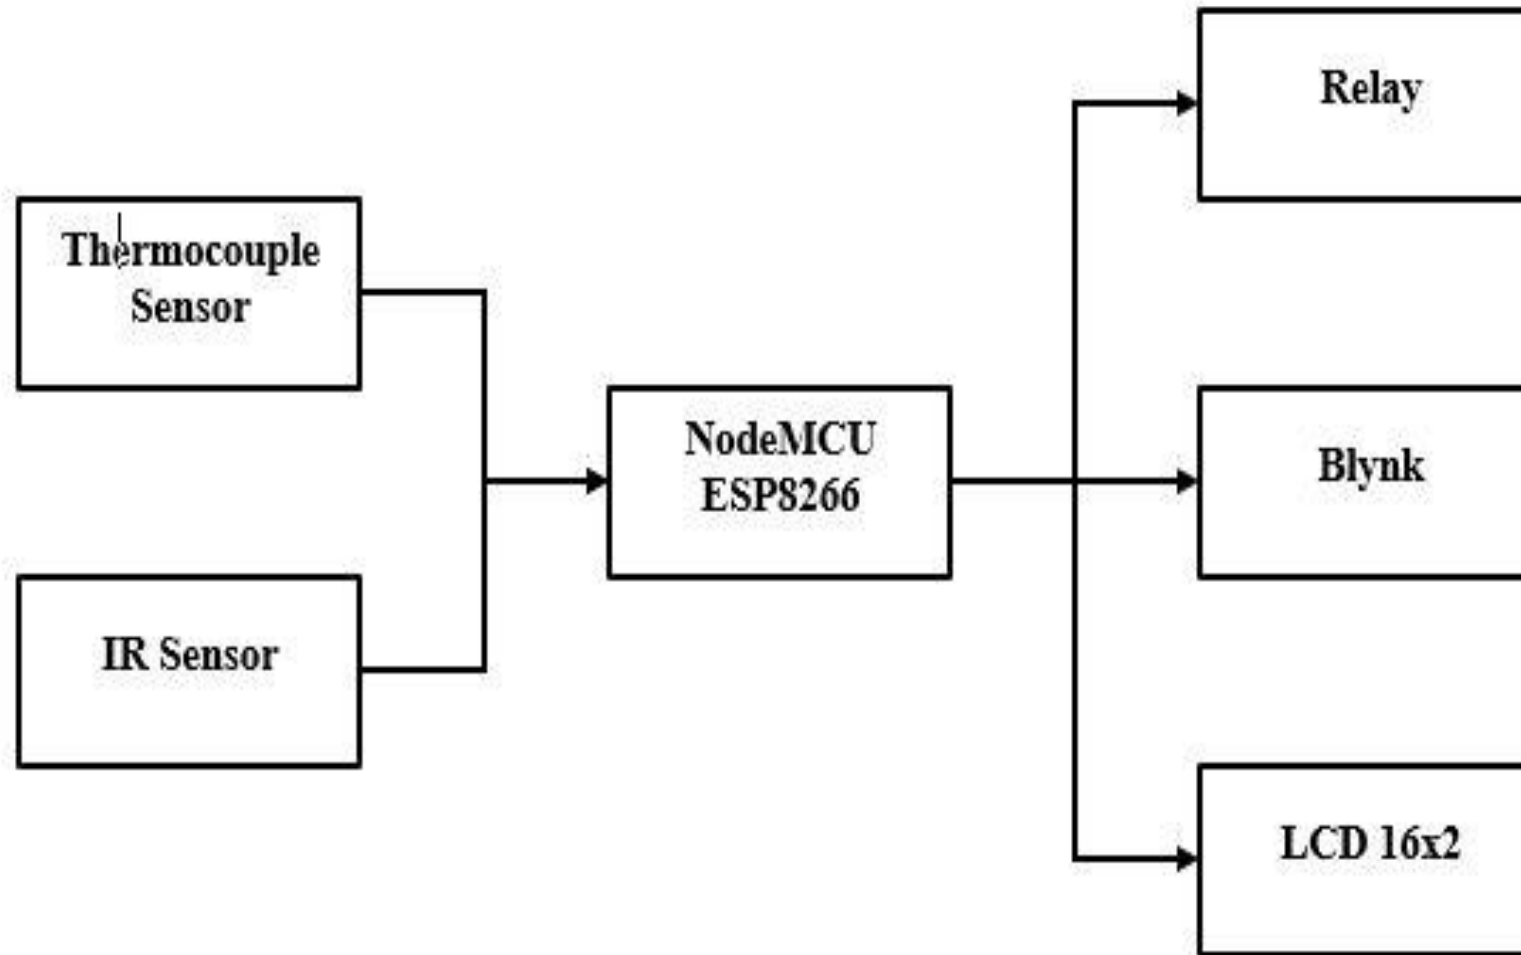 Relay
Thermocouple
Sensor
NodeMCU
ESP8266
Blynk
IR Sensor
LCD 16x2